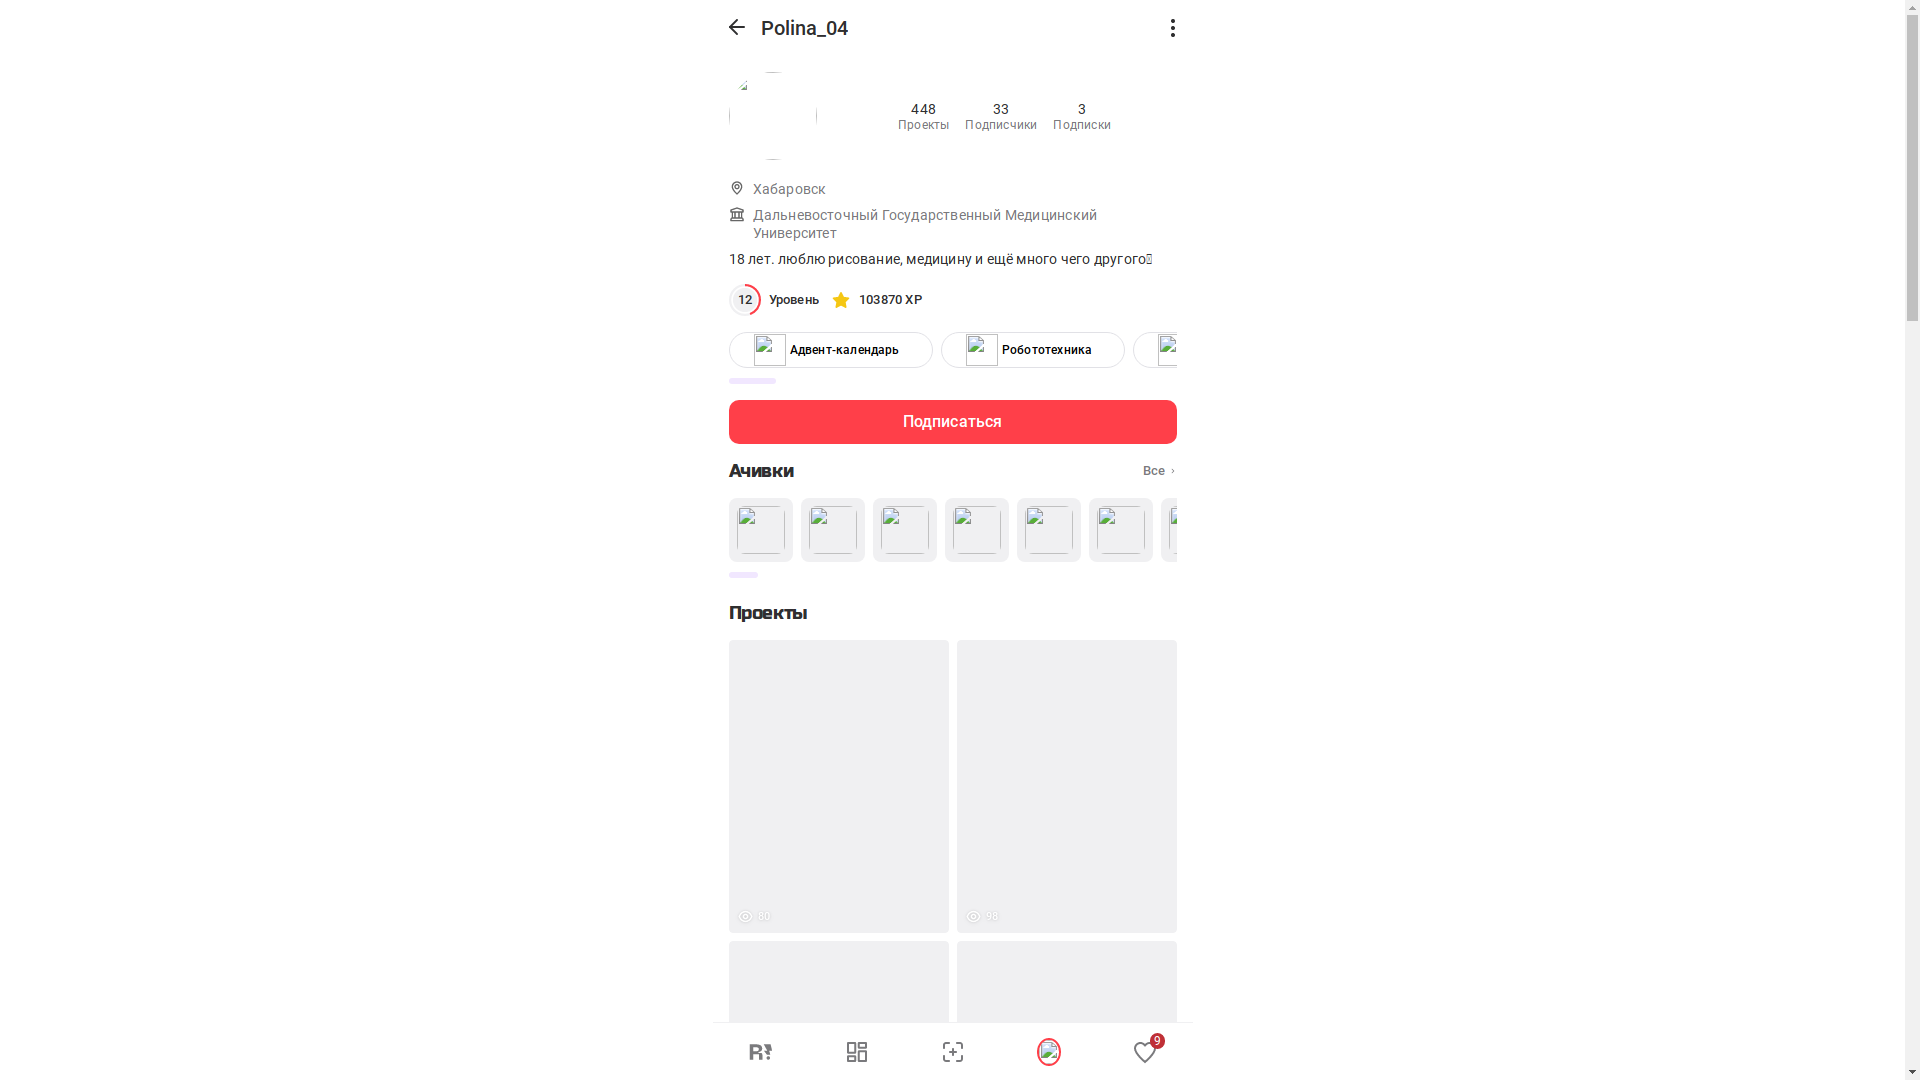 Polina_04
448
33
3
Проекты
Подписчики
Подписки
Хабаровск
Дальневосточный Государственный Медицинский
Университет
18 лет. люблю рисование, медицину и ещё много чего другого
12
Уровень
103870 XP
Адвент-календарь
Робототехника
Подписаться
Ачивки
Все
Проекты
80
98
R!
9